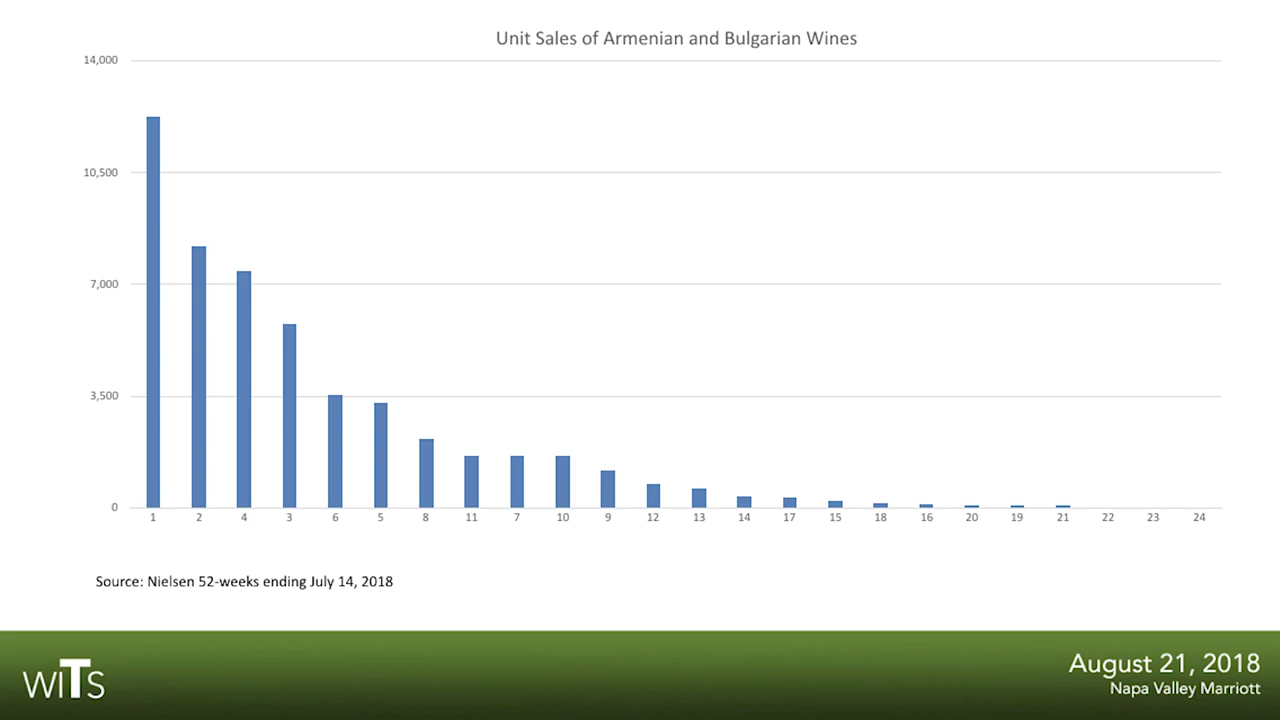 Unit Sales of Armenian and Bulgarian Wines
14,000
10,500
7,000
3,500
0
1 2 4 3 6 5 8 11 7 10 9 12 13 14 17 15 18 16 20 19 21 22 23 24
Source: Nielsen 52-weeks ending July 14, 2018
WITS
August 21, 2018
Napa Valley Marriott